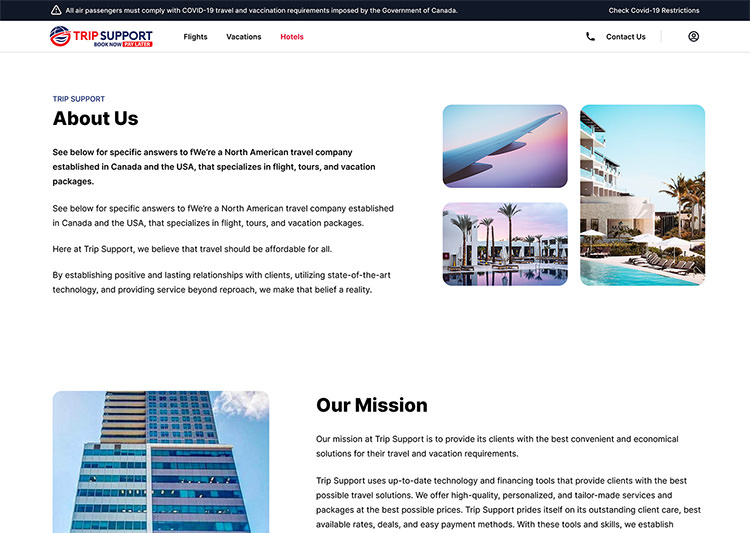 All air passengers must comply with COVID-19 travel and vaccination requirements imposed by the Government of Canada.
Check Covid-19 Restrictions
TRIP SUPPORT
BOOK NOW PAY LATER
Flights
Vacations
Hotels
Contact Us
TRIP SUPPORT
About Us
See below for specific answers to fWe're a North American travel company
established in Canada and the USA, that specializes in flight, tours, and vacation
packages.
See below for specific answers to fWe're a North American travel company established
in Canada and the USA, that specializes in flight, tours, and vacation packages.
Here at Trip Support, we believe that travel should be affordable for all.
By establishing positive and lasting relationships with clients, utilizing state-of-the-art
technology, and providing service beyond reproach, we make that belief a reality.
Our Mission
Our mission at Trip Support is to provide its clients with the best convenient and economical
solutions for their travel and vacation requirements.
Trip Support uses up-to-date technology and financing tools that provide clients with the best
possible travel solutions. We offer high-quality, personalized, and tailor-made services and
packages at the best possible prices. Trip Support prides itself on its outstanding client care, best
available rates, deals, and easy payment methods. With these tools and skills, we establish